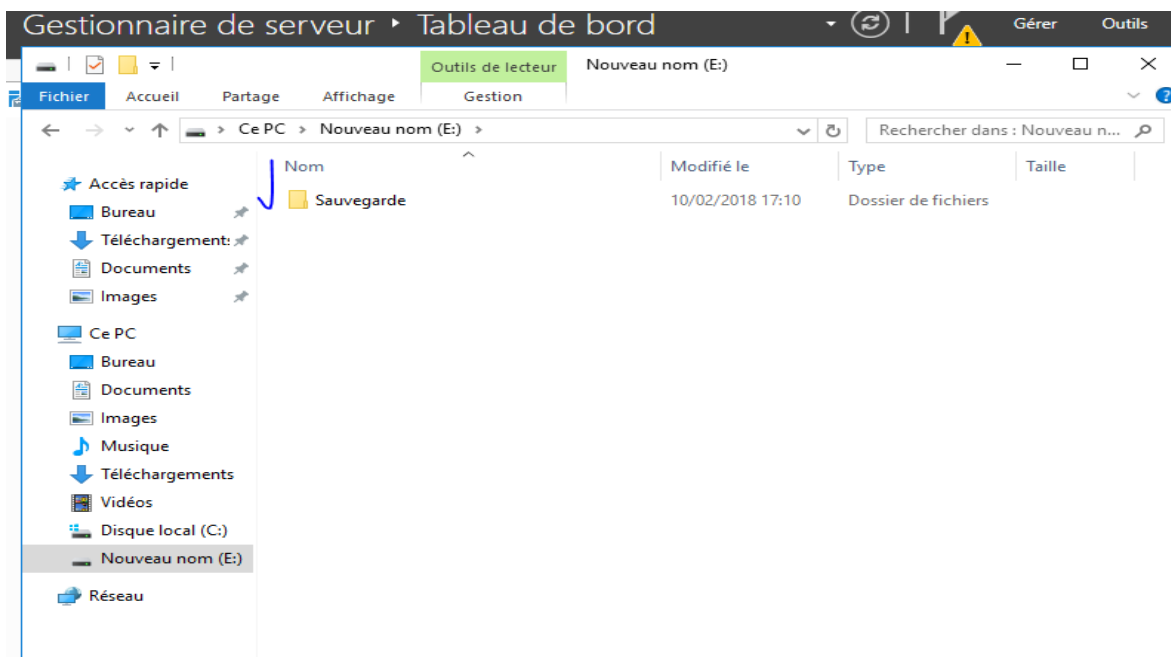 Gestionnaire de serveur ‣ Tableau de bord Gérer Outils
Outils de lecteur Nouveau nom (E:)
Fichier Accueil Partage Affichage Gestion
Ce PC > Nouveau nom (E:) > Rechercher dans : Nouveau n...
Nom Modifié le Type Taille
Sauvegarde 10/02/2018 17:10 Dossier de fichiers
Accès rapide
Bureau
Téléchargement:
Documents
Images
Ce PC
Bureau
Documents
Images
Musique
Téléchargements
Vidéos
Disque local (C:)
Nouveau nom (E:)
Réseau